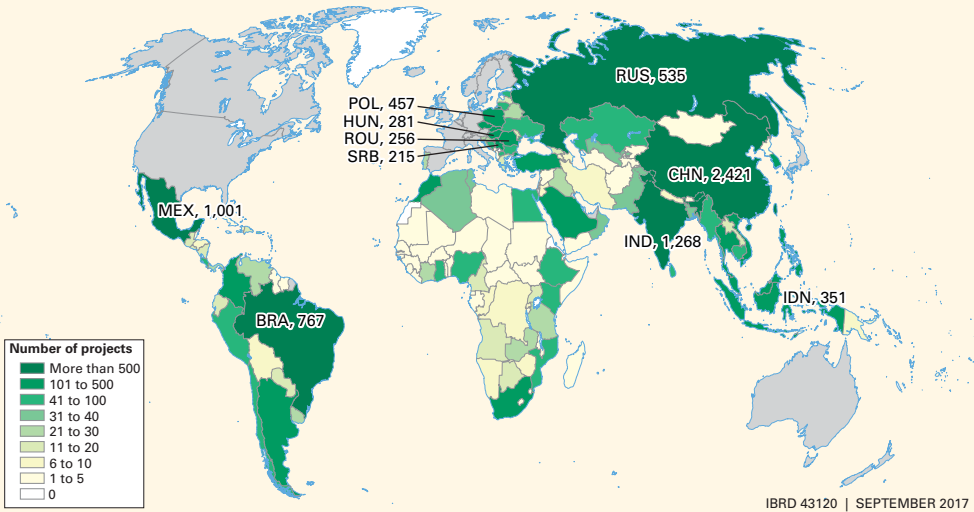 RUS, 535
POL, 457
HUN, 281
ROU, 256
SRB, 215
CHN, 2,421
MEX, 1,001
IND, 1,268
IDN, 351
BRA, 767
Number of projects
More than 500
101 to 500
41 to 100
31 to 40
21 to 30
11 to 20
6 to 10
1 to 5
0
IBRD 43120 | SEPTEMBER 2017